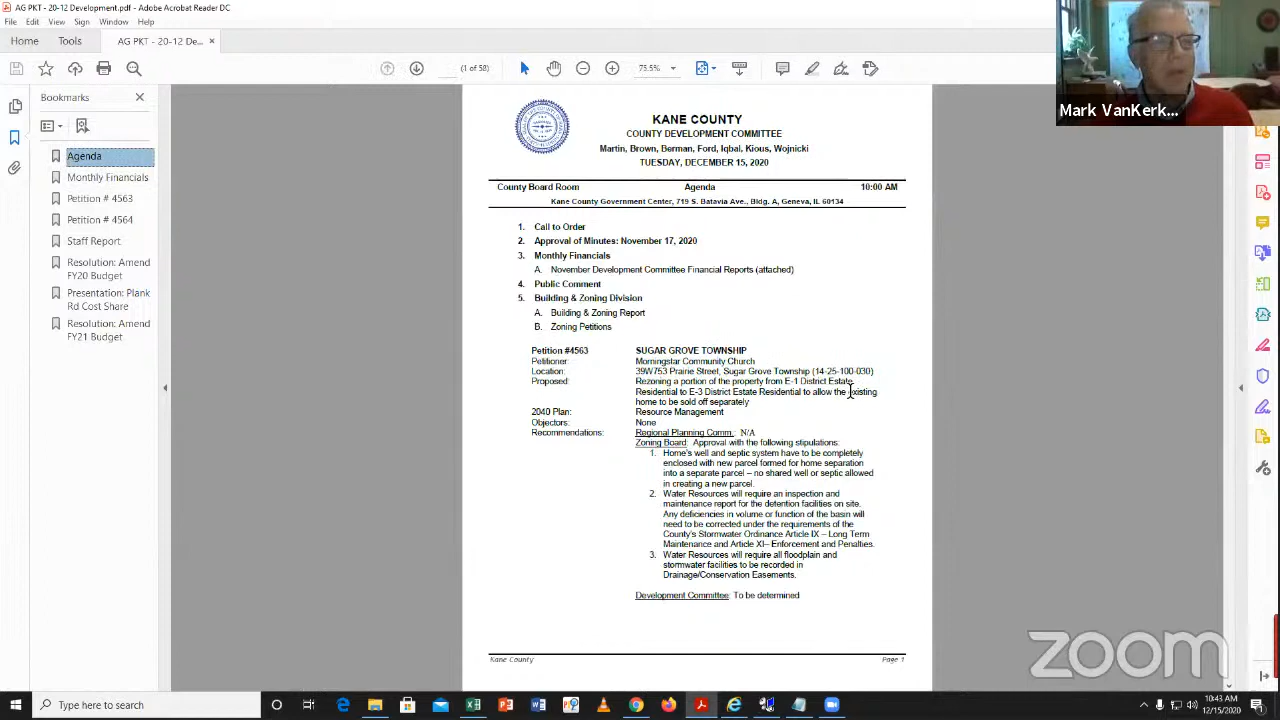 AG PKT - 20-12 Development.pdf - Adobe Acrobat Reader DC
File Edit View Sign Window Help
Home Tools AG PKT - 20-12 De... ×
(1 of 58) 75.5%
Bookmarks
Agenda
Monthly Financials
Petition # 4563
Petition # 4564
Staff Report
Resolution: Amend
FY20 Budget
Presentation: Plank
Rd Cost Share
Resolution: Amend
FY21 Budget
KANE COUNTY
COUNTY DEVELOPMENT COMMITTEE
Martin, Brown, Berman, Ford, Iqbal, Kious, Wojnicki
TUESDAY, DECEMBER 15, 2020
County Board Room Agenda 10:00 AM
Kane County Government Center, 719 S. Batavia Ave., Bldg. A, Geneva, IL 60134
1. Call to Order
2. Approval of Minutes: November 17, 2020
3. Monthly Financials
A. November Development Committee Financial Reports (attached)
4. Public Comment
5. Building & Zoning Division
A. Building & Zoning Report
B. Zoning Petitions
Petition #4563 SUGAR GROVE TOWNSHIP
Petitioner: Morningstar Community Church
Location: 39W753 Prairie Street, Sugar Grove Township (14-25-100-030)
Proposed: Rezoning a portion of the property from E-1 District Estate
Residential to E-3 District Estate Residential to allow the existing
home to be sold off separately
2040 Plan: Resource Management
Objectors: None
Recommendations: Regional Planning Comm.: N/A
Zoning Board: Approval with the following stipulations:
1. Home's well and septic system have to be completely
enclosed with new parcel formed for home separation
into a separate parcel – no shared well or septic allowed
in creating a new parcel.
2. Water Resources will require an inspection and
maintenance report for the detention facilities on site.
Any deficiencies in volume or function of the basin will
need to be corrected under the requirements of the
County's Stormwater Ordinance Article IX – Long Term
Maintenance and Article XI– Enforcement and Penalties.
3. Water Resources will require all floodplain and
stormwater facilities to be recorded in
Drainage/Conservation Easements.
Development Committee: To be determined
Kane County Page 1
Mark VanKerk...
zoom
Type here to search
10:43 AM
12/15/2020